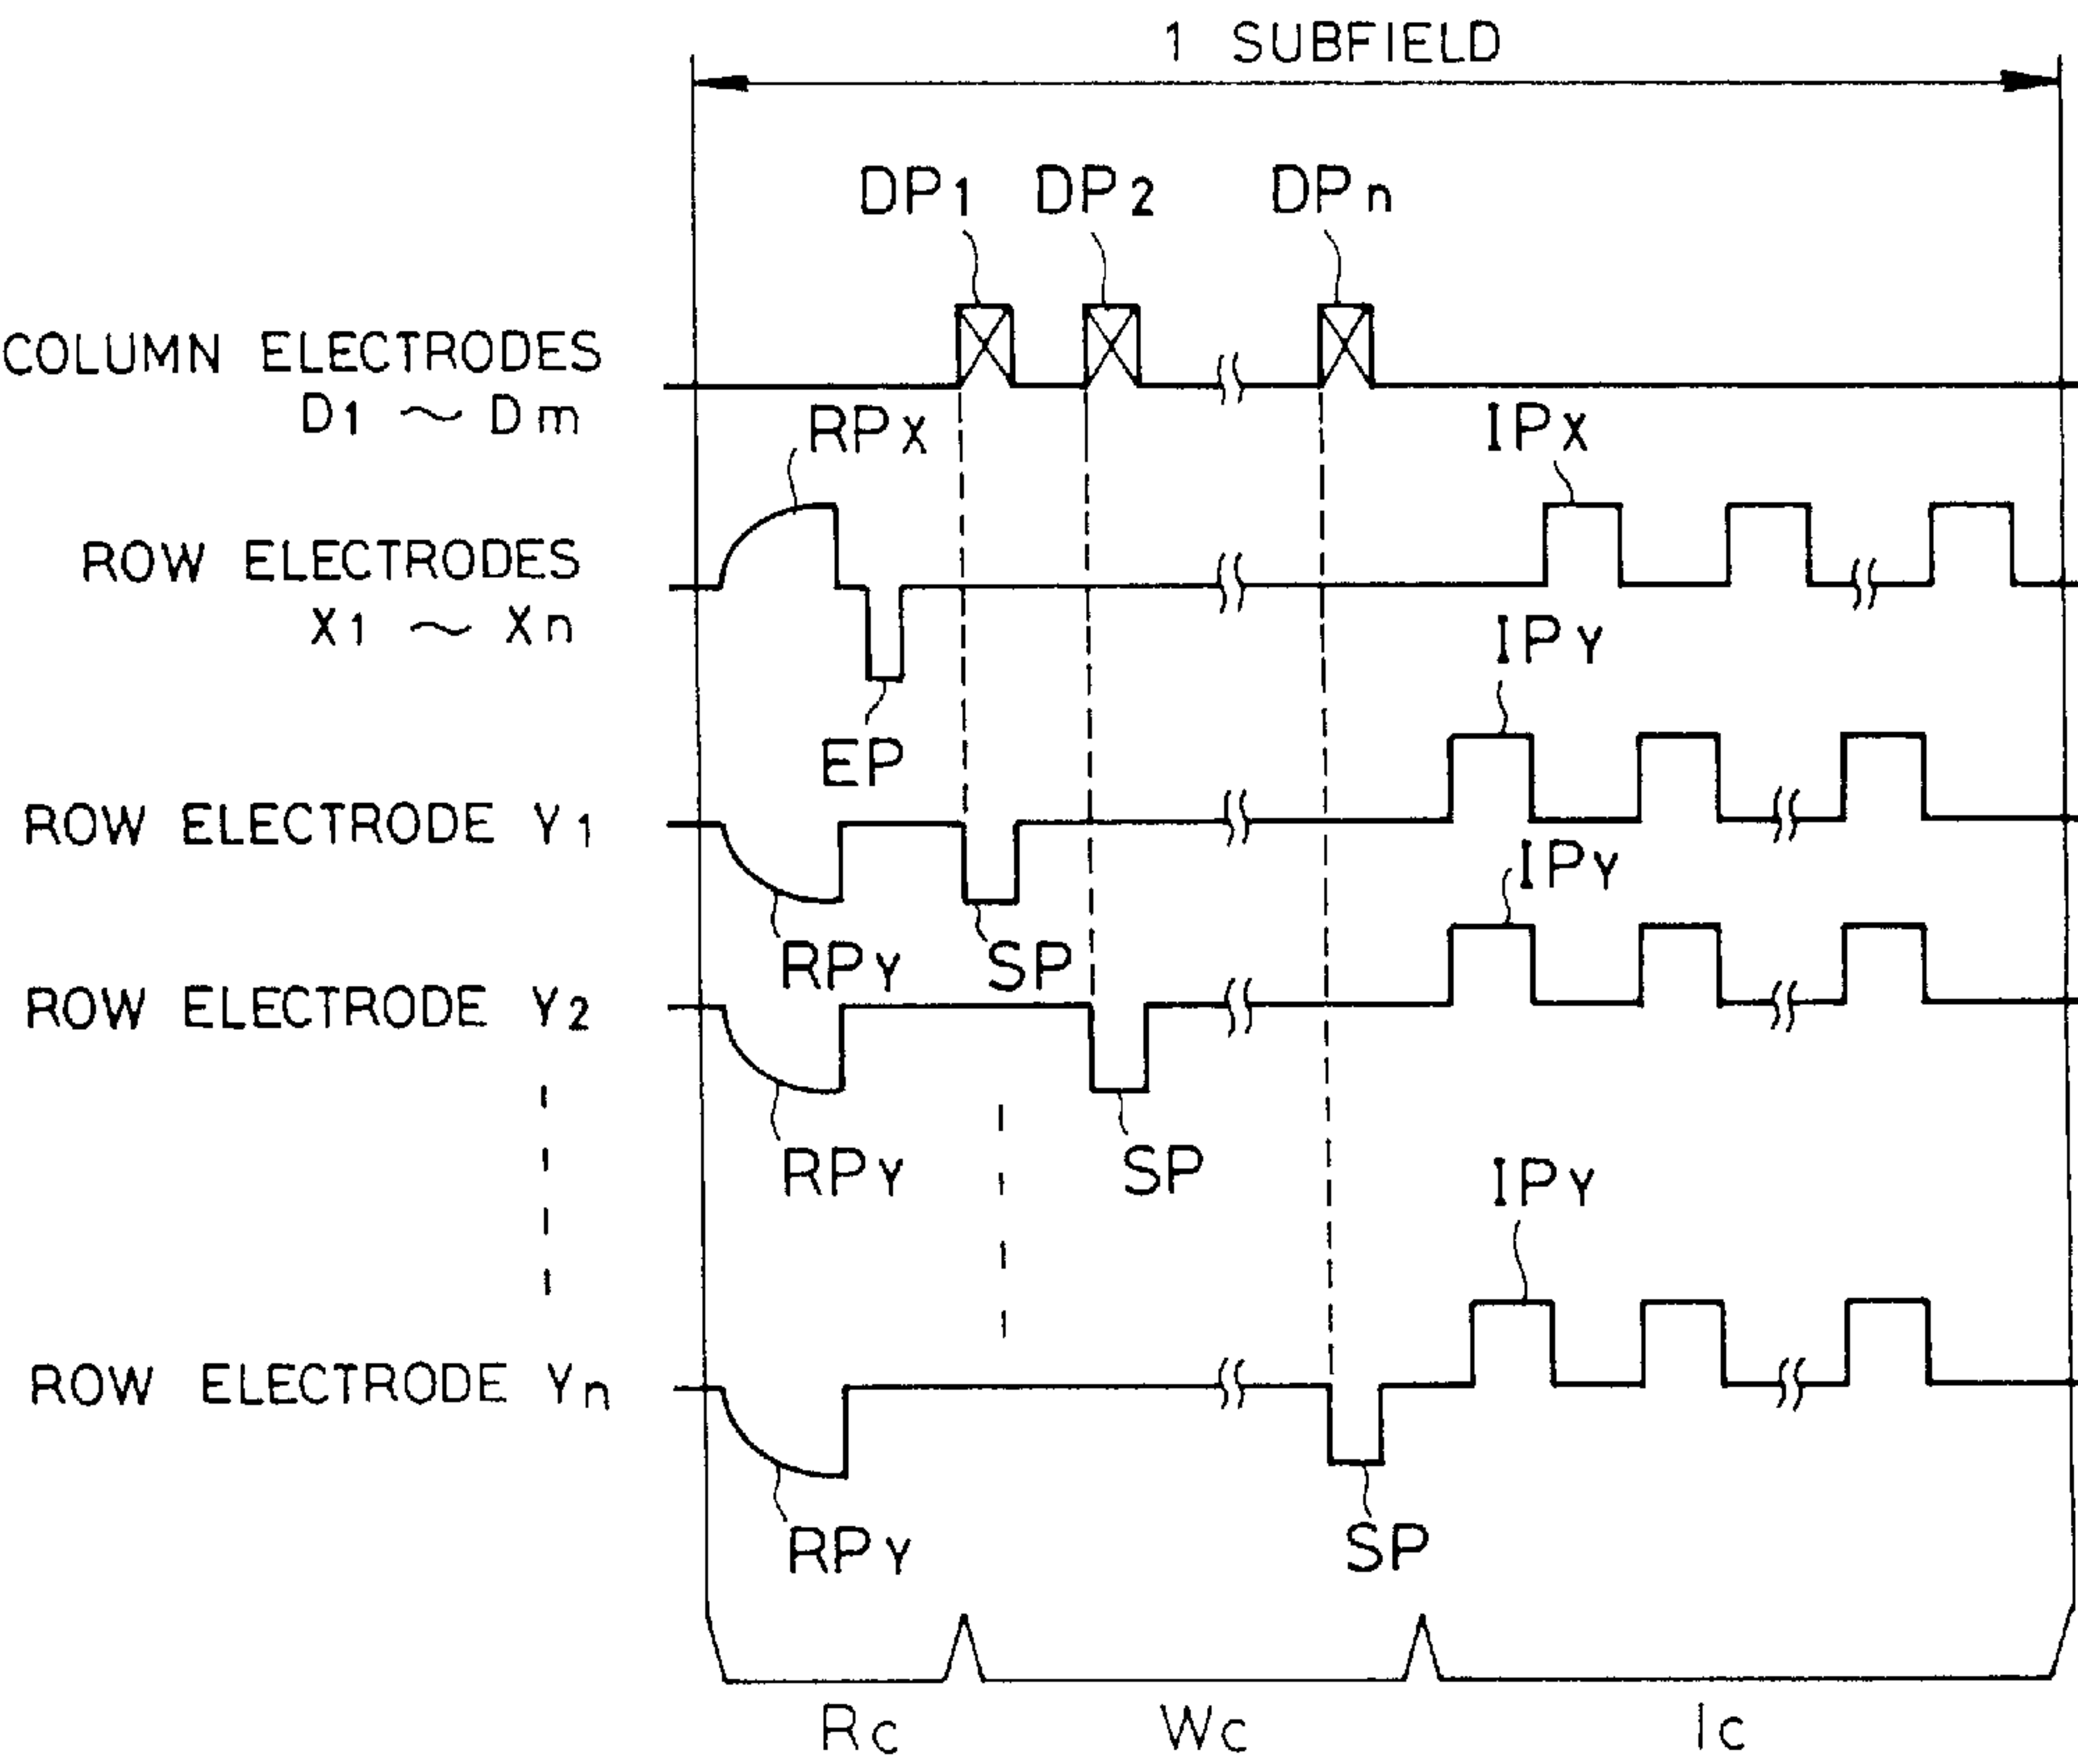 1 SUBFIELD
DP1 DP2 DPn
COLUMN ELECTRODES
D1 ~ Dm
RPX IPX
ROW ELECTRODES
X1 ~ Xn
IPY
EP
ROW ELECTRODE Y1
IPY
RPY SP
ROW ELECTRODE Y2
RPY SP IPY
ROW ELECTRODE Yn
RPY SP
RC WC IC